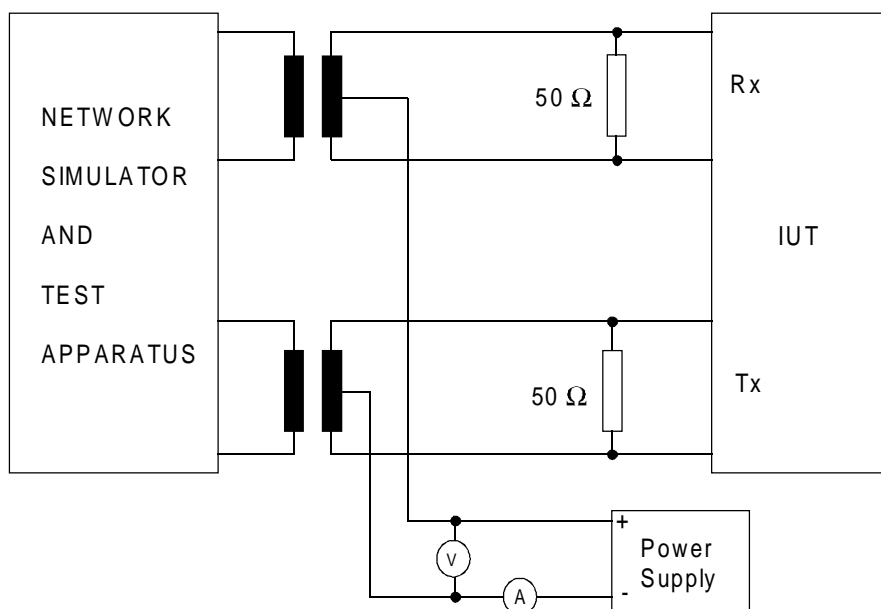 NETWORK
SIMULATOR
AND
TEST
APPARATUS
50 Ω
Rx
IUT
50 Ω
Tx
+
V
Power
Supply
A
-